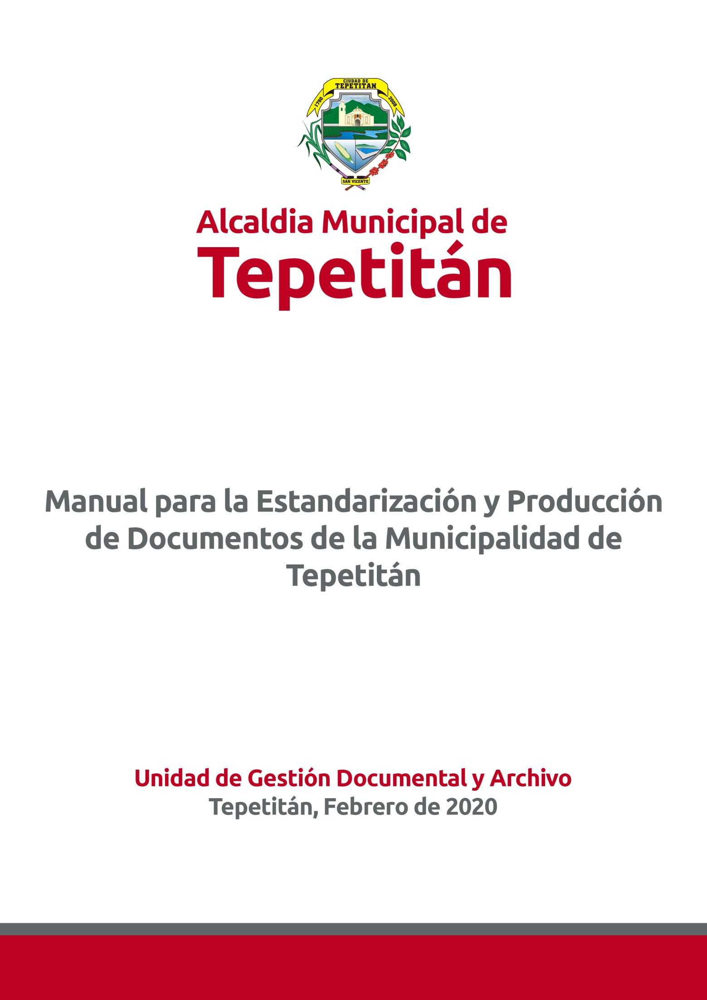 CIUDAD DE
TEPETITAN
1790
2008
SAN VICENTE
Alcaldia Municipal de
Tepetitán
Manual para la Estandarización y Producción
de Documentos de la Municipalidad de
Tepetitán
Unidad de Gestión Documental y Archivo
Tepetitán, Febrero de 2020